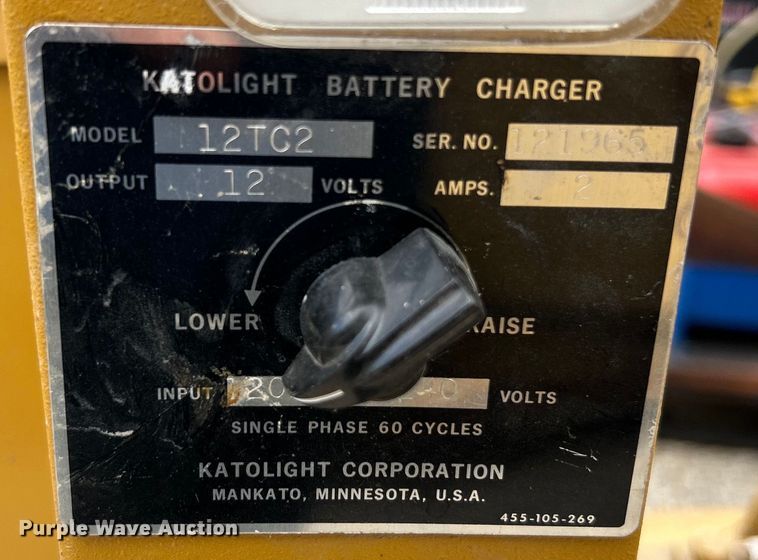 KATOLIGHT BATTERY CHARGER
MODEL 12TC2 SER. NO. 121965
OUTPUT 12 VOLTS AMPS. 2
LOWER
INPUT VOLTS
SINGLE PHASE 60 CYCLES
KATOLIGHT CORPORATION
MANKATO, MINNESOTA, U.S.A.
455-105-269
Purple Wave Auction